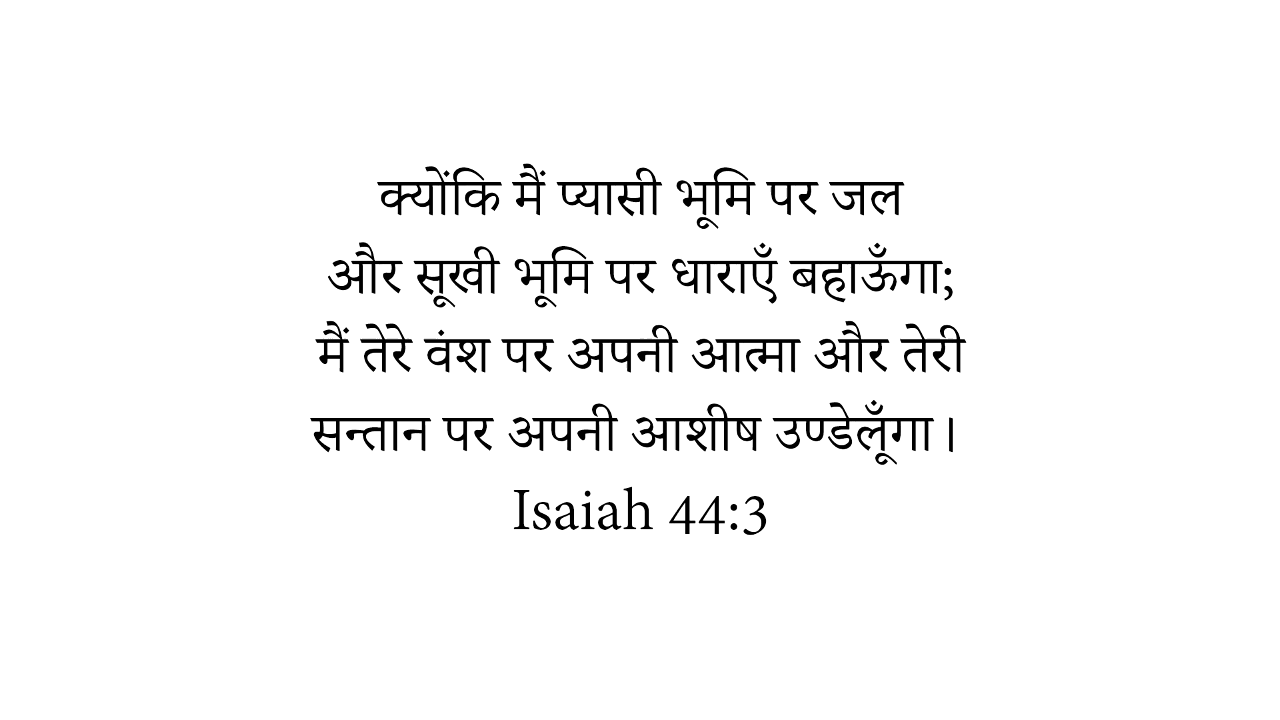 क्योंकि मैं प्यासी भूमि पर जल
और सूखी भूमि पर धाराएँ बहाऊँगा;
मैं तेरे वंश पर अपनी आत्मा और तेरी
सन्तान पर अपनी आशीष उण्डेलूँगा।
Isaiah 44:3